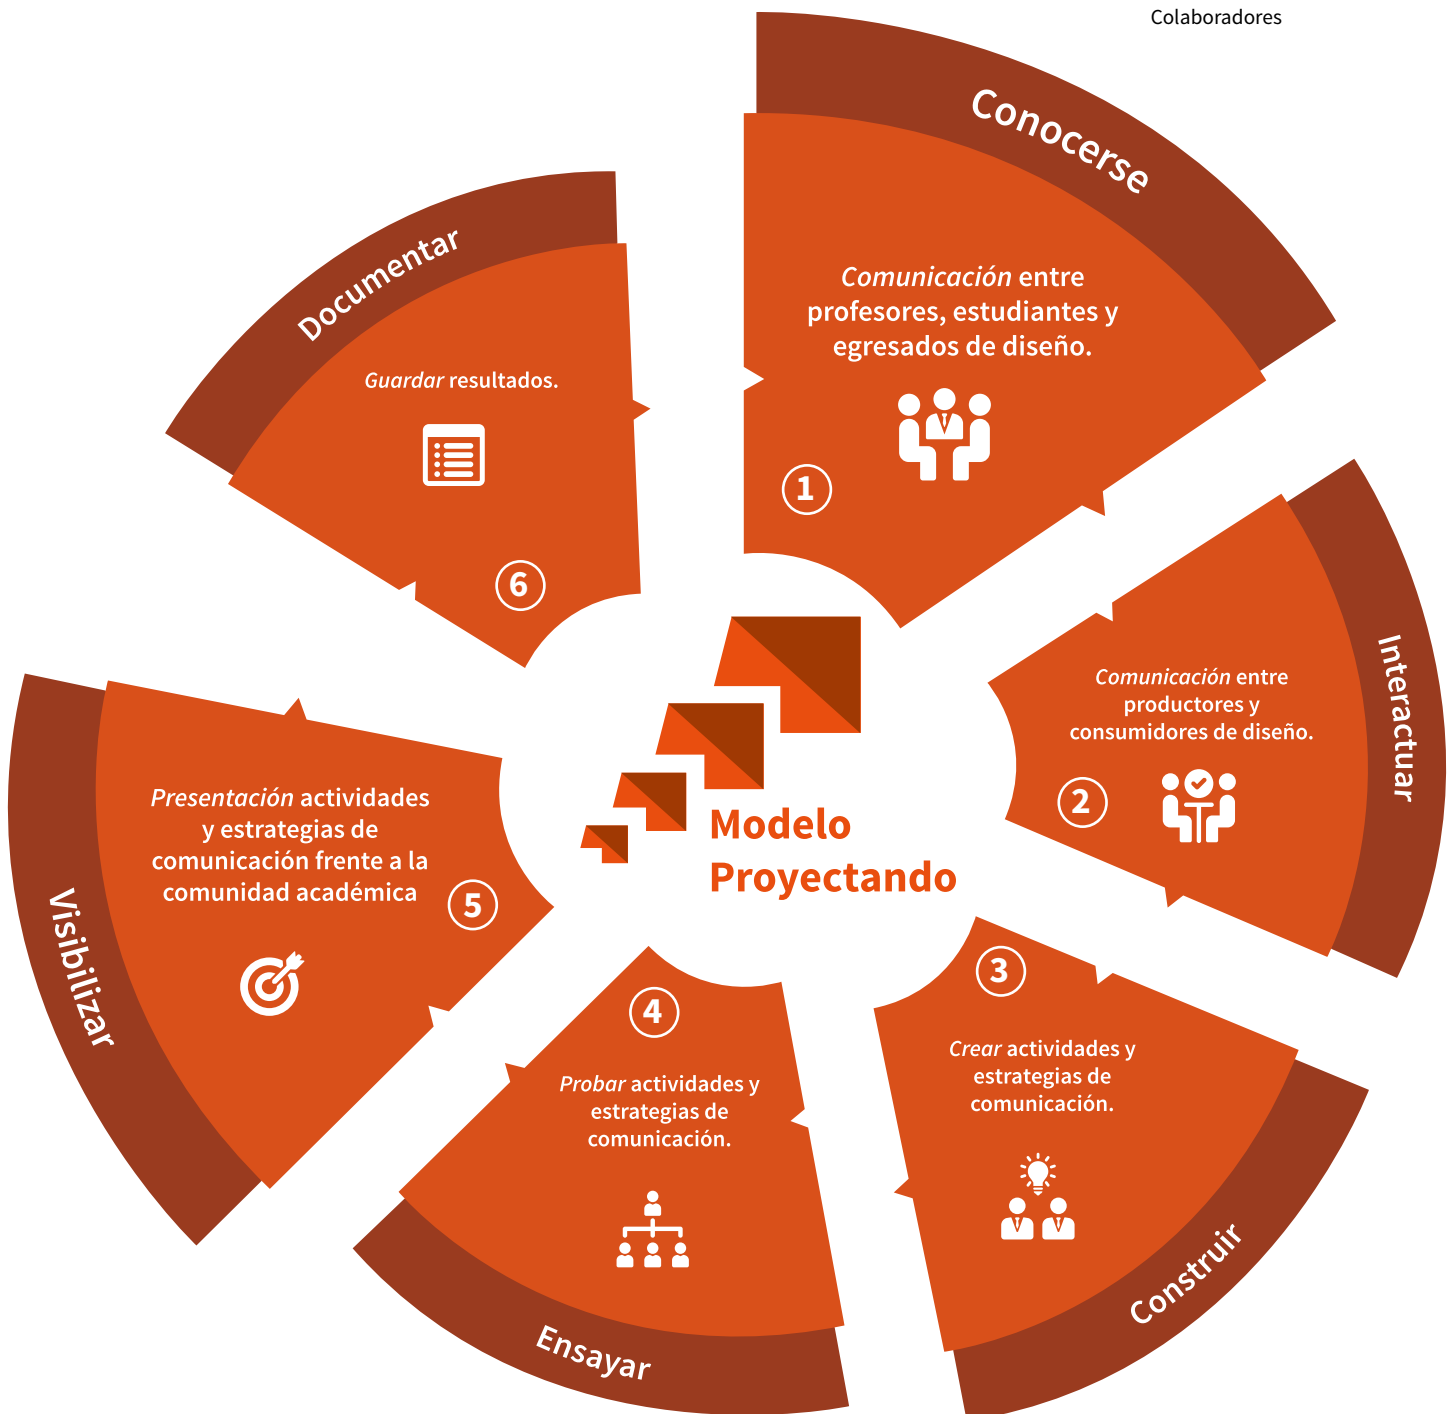 Colaboradores
Conocerse
Comunicación entre
profesores, estudiantes y
egresados de diseño.
1
Interactuar
Comunicación entre
productores y
consumidores de diseño.
2
Construir
3
Crear actividades y
estrategias de
comunicación.
Ensayar
4
Probar actividades y
estrategias de
comunicación.
Visibilizar
Presentación actividades
y estrategias de
comunicación frente a la
comunidad académica
5
Documentar
Guardar resultados.
6
Modelo
Proyectando